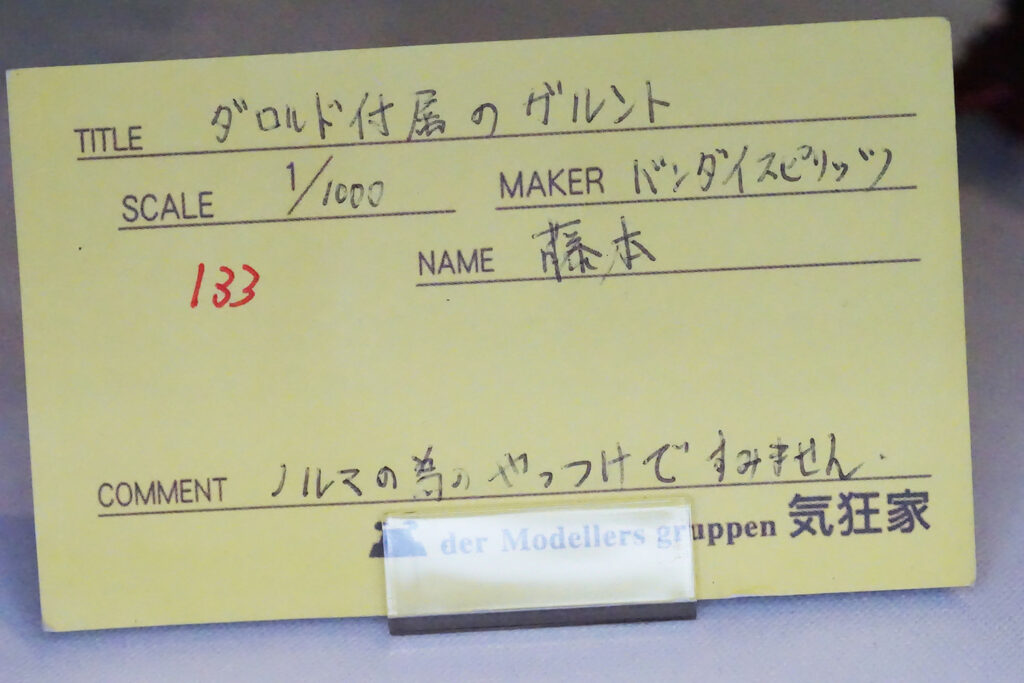 TITLE ダロルド付属のゲルント
SCALE 1/1000 MAKER バンダイスピリッツ
133 NAME 藤本
COMMENT ノルマの為のやっつけですみません.
der Modellers gruppen 気狂家